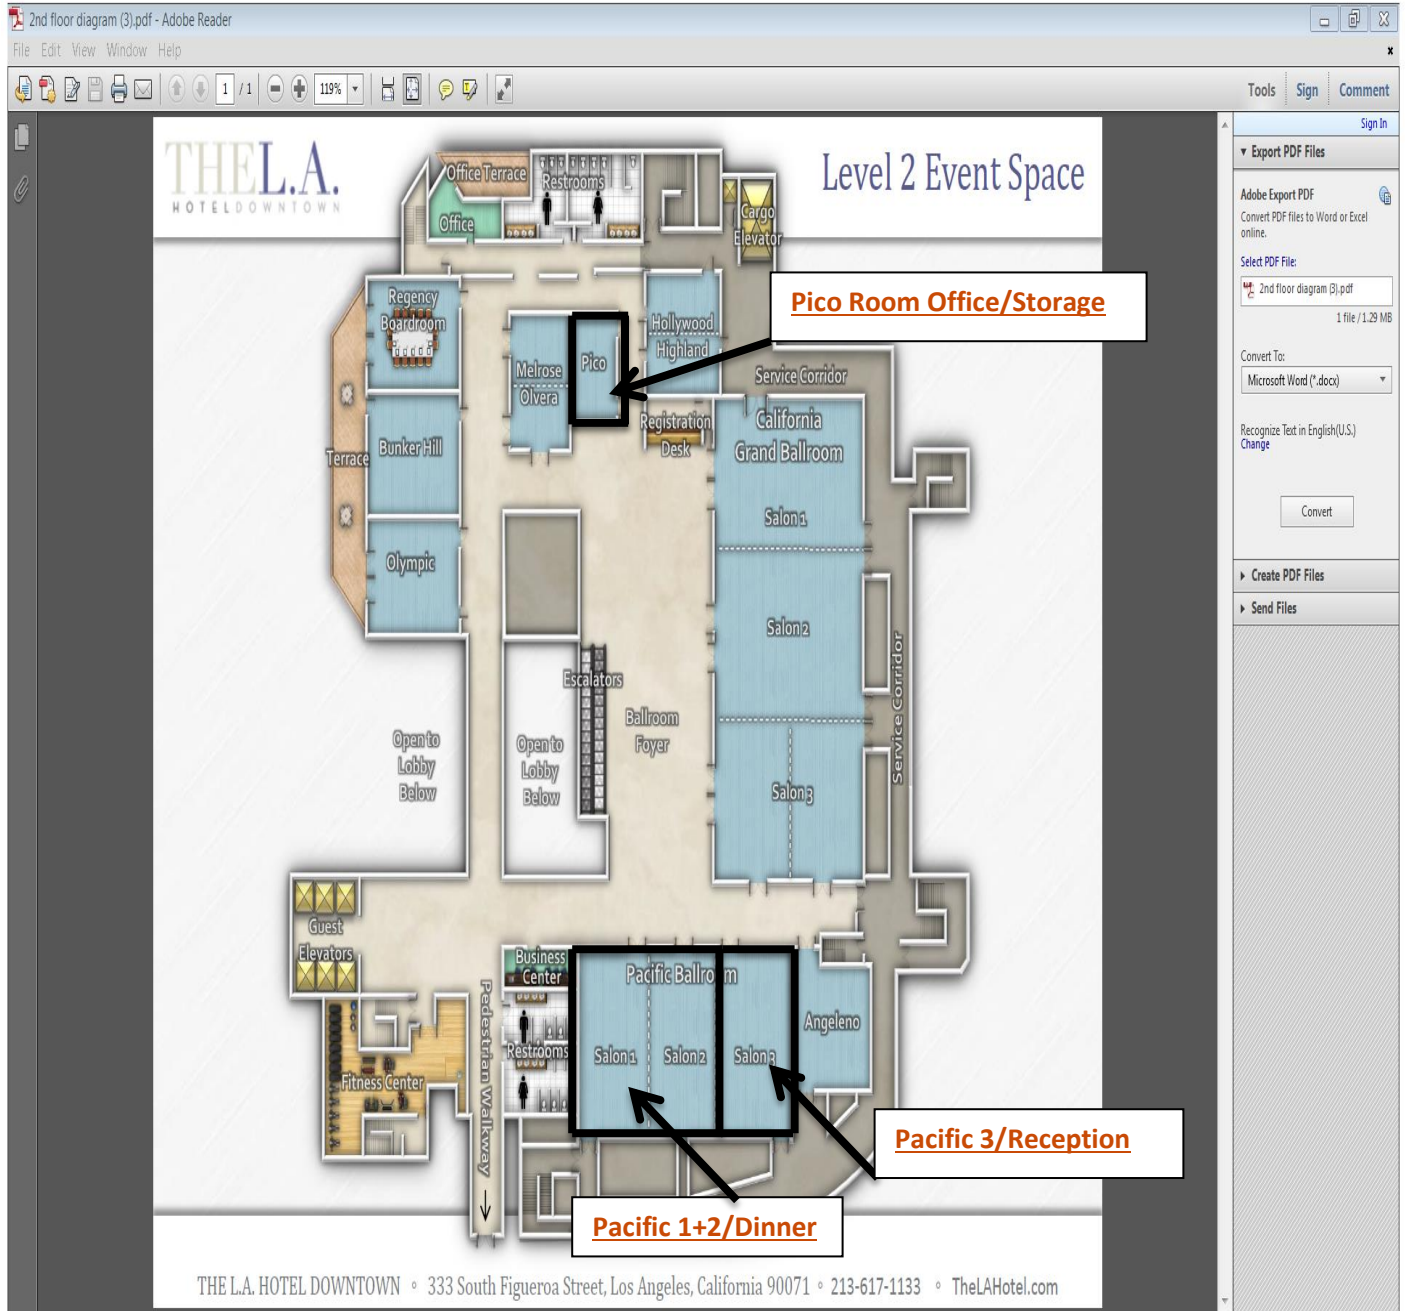 2nd floor diagram (3).pdf - Adobe Reader
File Edit View Window Help
1 / 1 119%
Tools Sign Comment
Sign In
Export PDF Files
Adobe Export PDF
Convert PDF files to Word or Excel
online.
Select PDF File:
2nd floor diagram (3).pdf
1 file / 1.29 MB
Convert To:
Microsoft Word (*.docx)
Recognize Text in English(U.S.)
Change
Convert
Create PDF Files
Send Files
THE L.A.
HOTEL DOWNTOWN
Level 2 Event Space
Office Terrace
Restrooms
Office
Cargo
Elevator
Pico Room Office/Storage
Regency
Boardroom
Hollywood
Highland
Melrose
Olvera
Pico
Service Corridor
Registration
Desk
California
Grand Ballroom
Terrace
Bunker Hill
Salon 1
Olympic
Salon 2
Escalators
Service Corridor
Ballroom
Foyer
Open to
Lobby
Below
Open to
Lobby
Below
Salon 3
Guest
Elevators
Business
Center
Pacific Ballroom
Pedestrian Walkway
Restrooms
Salon 1
Salon 2
Salon 3
Angeleno
Fitness Center
Pacific 3/Reception
Pacific 1+2/Dinner
THE L.A. HOTEL DOWNTOWN ◦ 333 South Figueroa Street, Los Angeles, California 90071 ◦ 213-617-1133 ◦ TheLAHotel.com